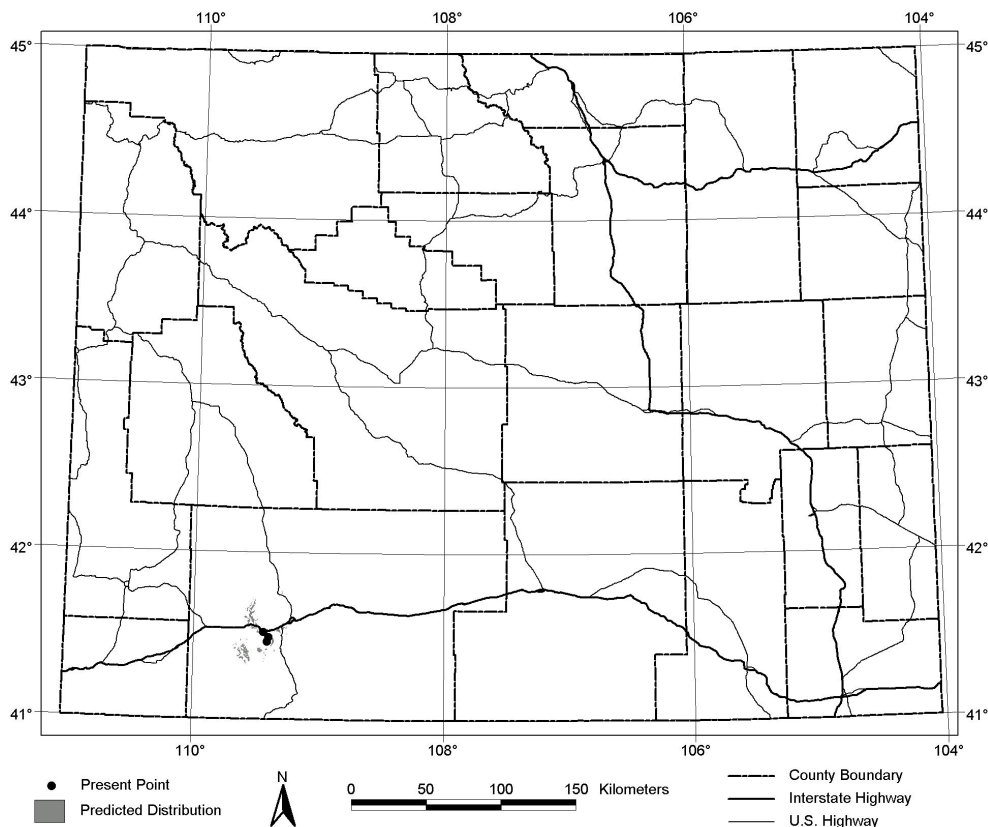 110° 108° 106° 104°
45° 45°
44° 44°
43° 43°
42° 42°
41° 41°
110° 108° 106° 104°
Present Point
Predicted Distribution
N
0 50 100 150 Kilometers
County Boundary
Interstate Highway
U.S. Highway